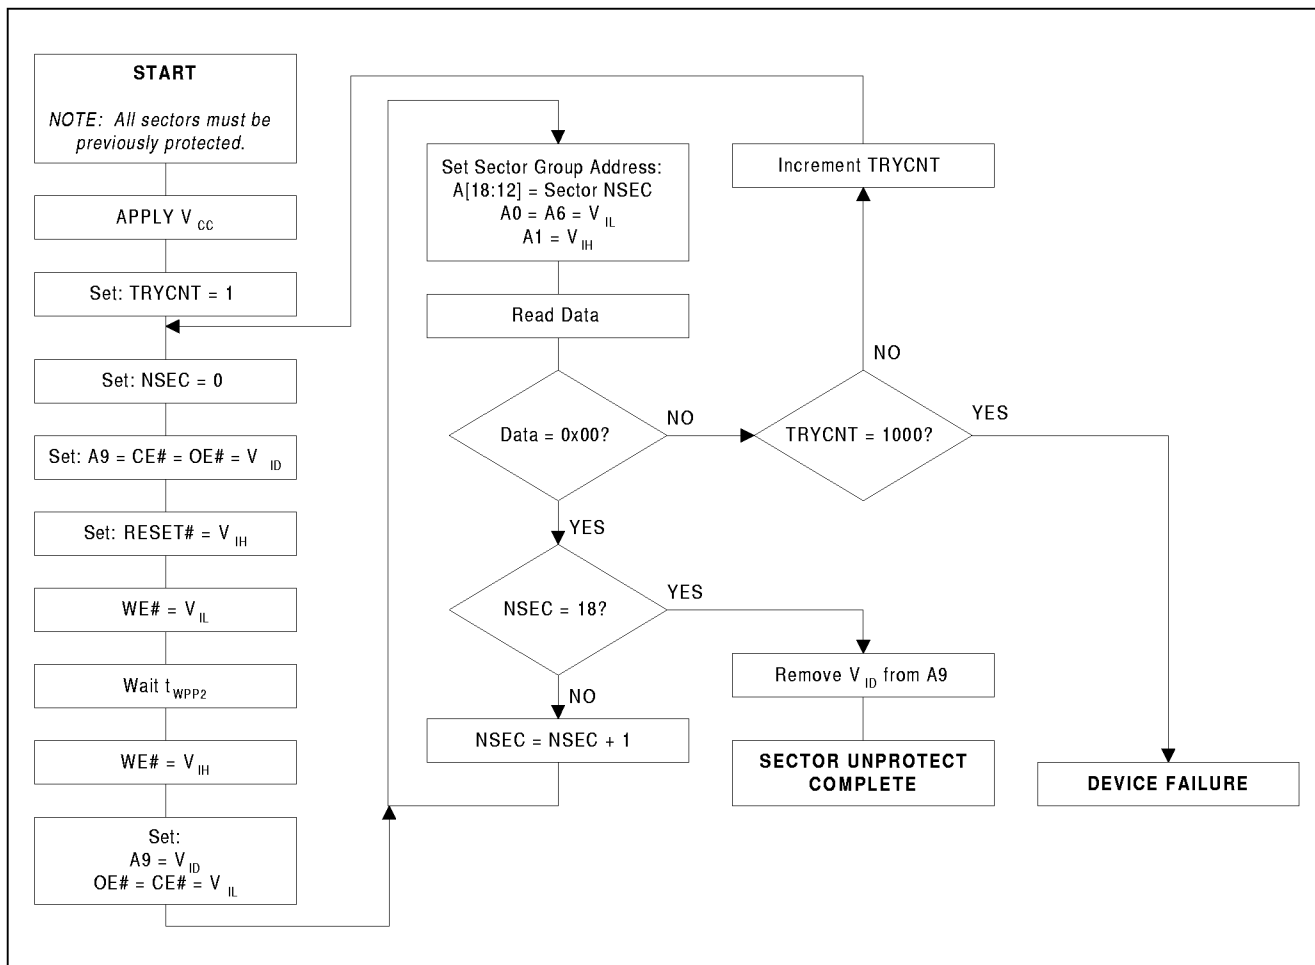 START
NOTE: All sectors must be
previously protected.
APPLY V CC
Set: TRYCNT = 1
Set: NSEC = 0
Set: A9 = CE# = OE# = V ID
Set: RESET# = V IH
WE# = V IL
Wait t WPP2
WE# = V IH
Set:
A9 = V ID
OE# = CE# = V IL
Set Sector Group Address:
A[18:12] = Sector NSEC
A0 = A6 = V IL
A1 = V IH
Read Data
Data = 0x00?
NO
YES
NSEC = 18?
YES
NO
NSEC = NSEC + 1
Increment TRYCNT
NO
TRYCNT = 1000?
YES
Remove V ID from A9
SECTOR UNPROTECT
COMPLETE
DEVICE FAILURE